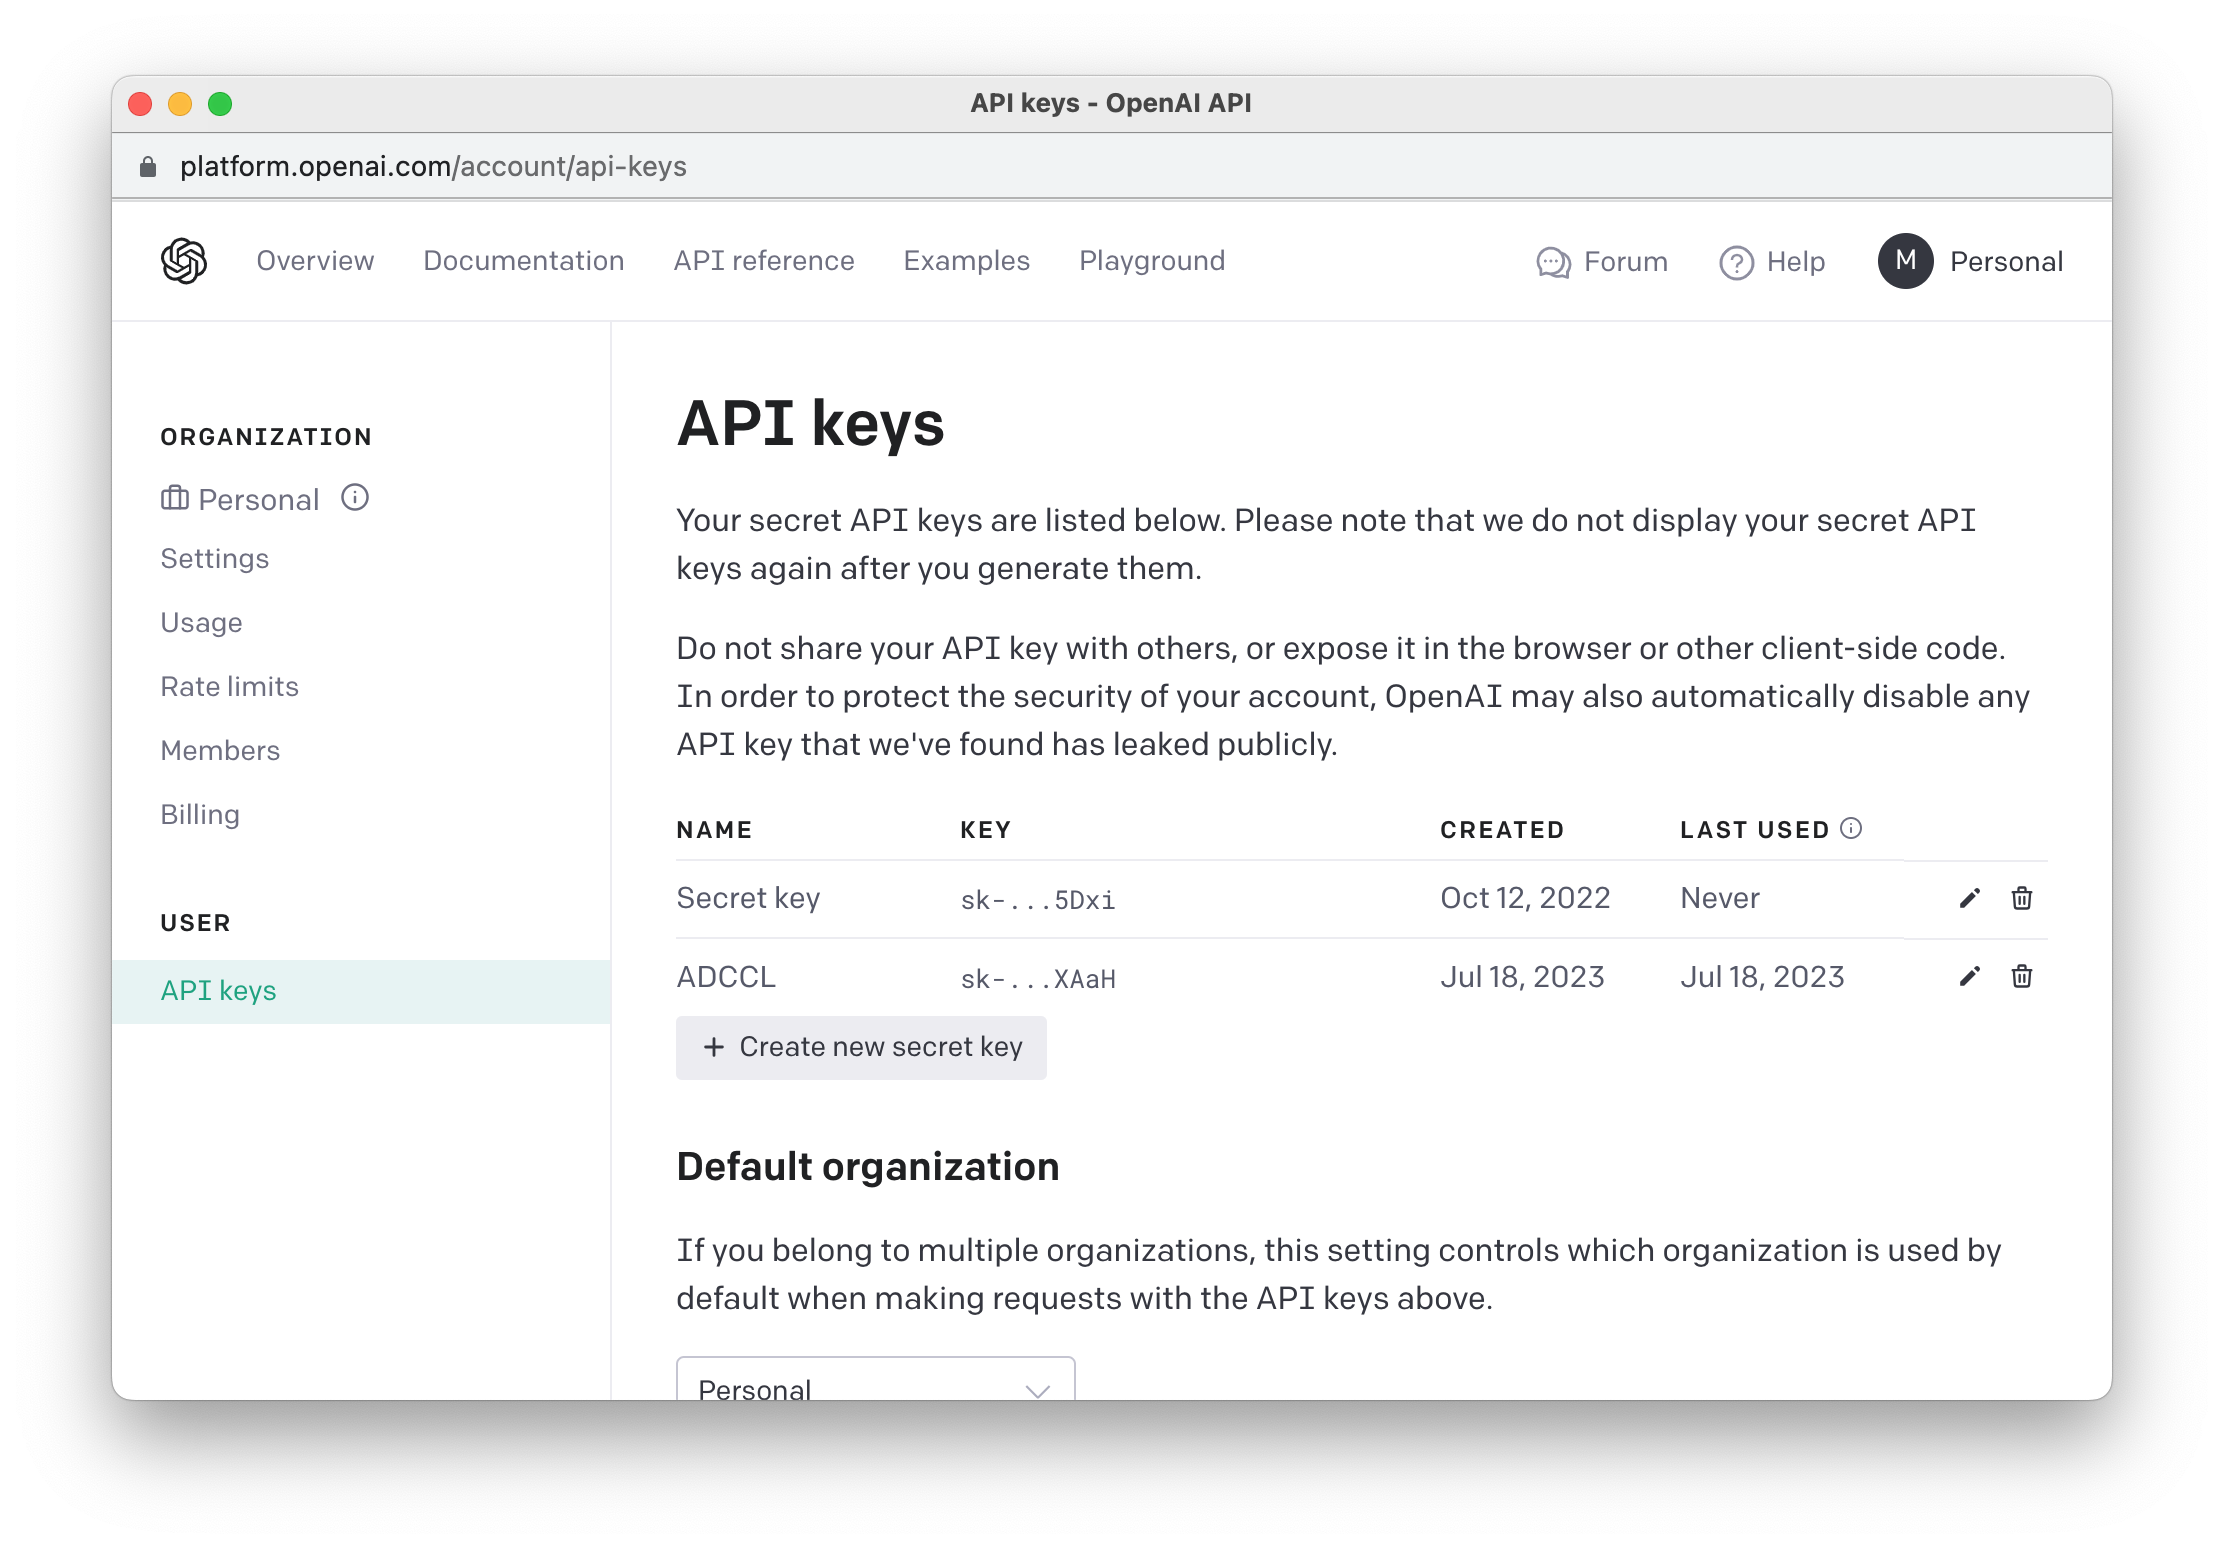 API keys - OpenAI API
platform.openai.com/account/api-keys
Overview Documentation API reference Examples Playground Forum Help M Personal
ORGANIZATION
Personal
Settings
Usage
Rate limits
Members
Billing
USER
API keys
API keys
Your secret API keys are listed below. Please note that we do not display your secret API
keys again after you generate them.
Do not share your API key with others, or expose it in the browser or other client-side code.
In order to protect the security of your account, OpenAI may also automatically disable any
API key that we've found has leaked publicly.
NAME KEY CREATED LAST USED
Secret key sk-...5Dxi Oct 12, 2022 Never
ADCCL sk-...XAaH Jul 18, 2023 Jul 18, 2023
+ Create new secret key
Default organization
If you belong to multiple organizations, this setting controls which organization is used by
default when making requests with the API keys above.
Personal